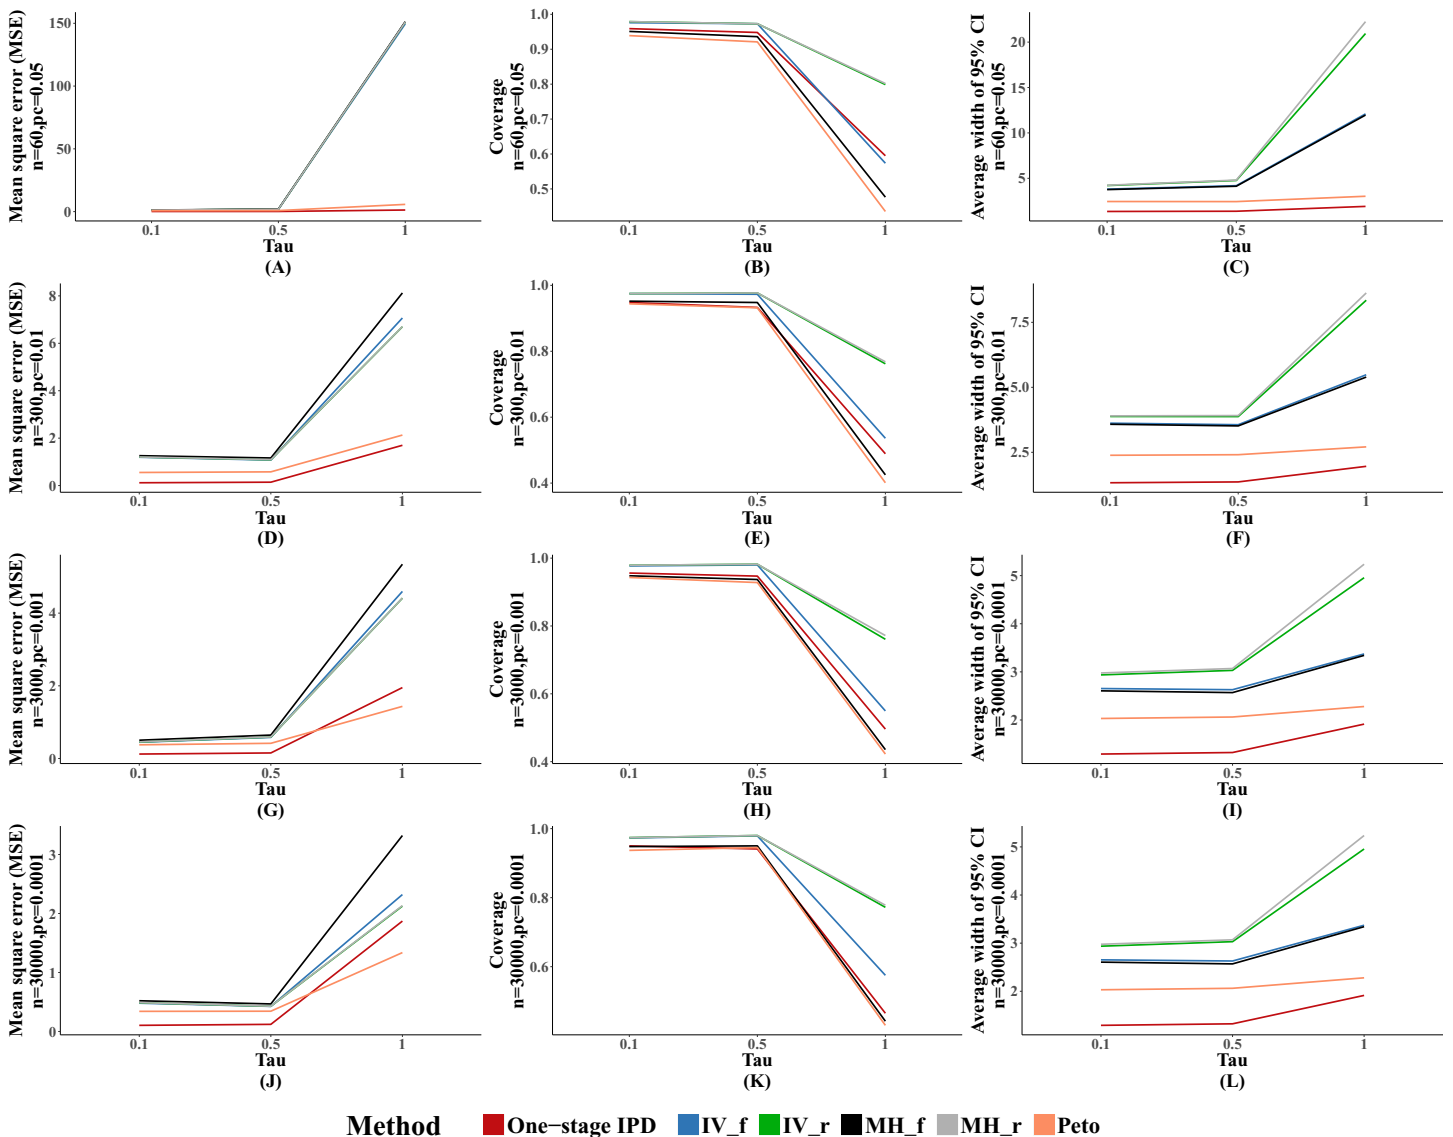 Mean square error (MSE)
n=60,pc=0.05
150
100
50
0
0.1
0.5
1
Tau
(A)
Coverage
n=60,pc=0.05
1.0
0.9
0.8
0.7
0.6
0.5
0.1
0.5
1
Tau
(B)
Average width of 95% CI
n=60,pc=0.05
20
15
10
5
0.1
0.5
1
Tau
(C)
Mean square error (MSE)
n=300,pc=0.01
8
6
4
2
0
0.1
0.5
1
Tau
(D)
Coverage
n=300,pc=0.01
1.0
0.8
0.6
0.4
0.1
0.5
1
Tau
(E)
Average width of 95% CI
n=300,pc=0.01
7.5
5.0
2.5
0.1
0.5
1
Tau
(F)
Mean square error (MSE)
n=3000,pc=0.001
4
2
0
0.1
0.5
1
Tau
(G)
Coverage
n=3000,pc=0.001
1.0
0.8
0.6
0.4
0.1
0.5
1
Tau
(H)
Average width of 95% CI
n=30000,pc=0.0001
5
4
3
2
0.1
0.5
1
Tau
(I)
Mean square error (MSE)
n=30000,pc=0.0001
3
2
1
0
0.1
0.5
1
Tau
(J)
Coverage
n=30000,pc=0.0001
1.0
0.8
0.6
0.1
0.5
1
Tau
(K)
Average width of 95% CI
n=30000,pc=0.0001
5
4
3
2
0.1
0.5
1
Tau
(L)
Method One−stage IPD IV_f IV_r MH_f MH_r Peto